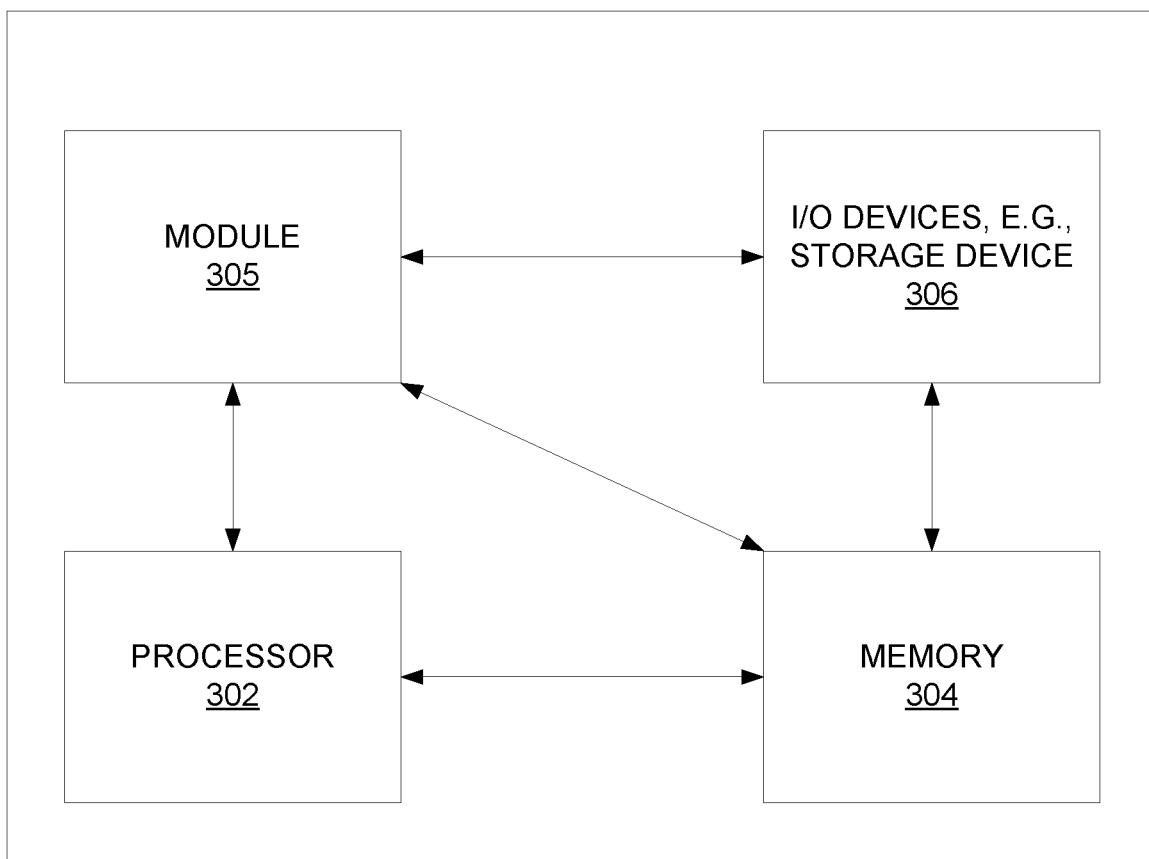 MODULE
305
I/O DEVICES, E.G.,
STORAGE DEVICE
306
PROCESSOR
302
MEMORY
304